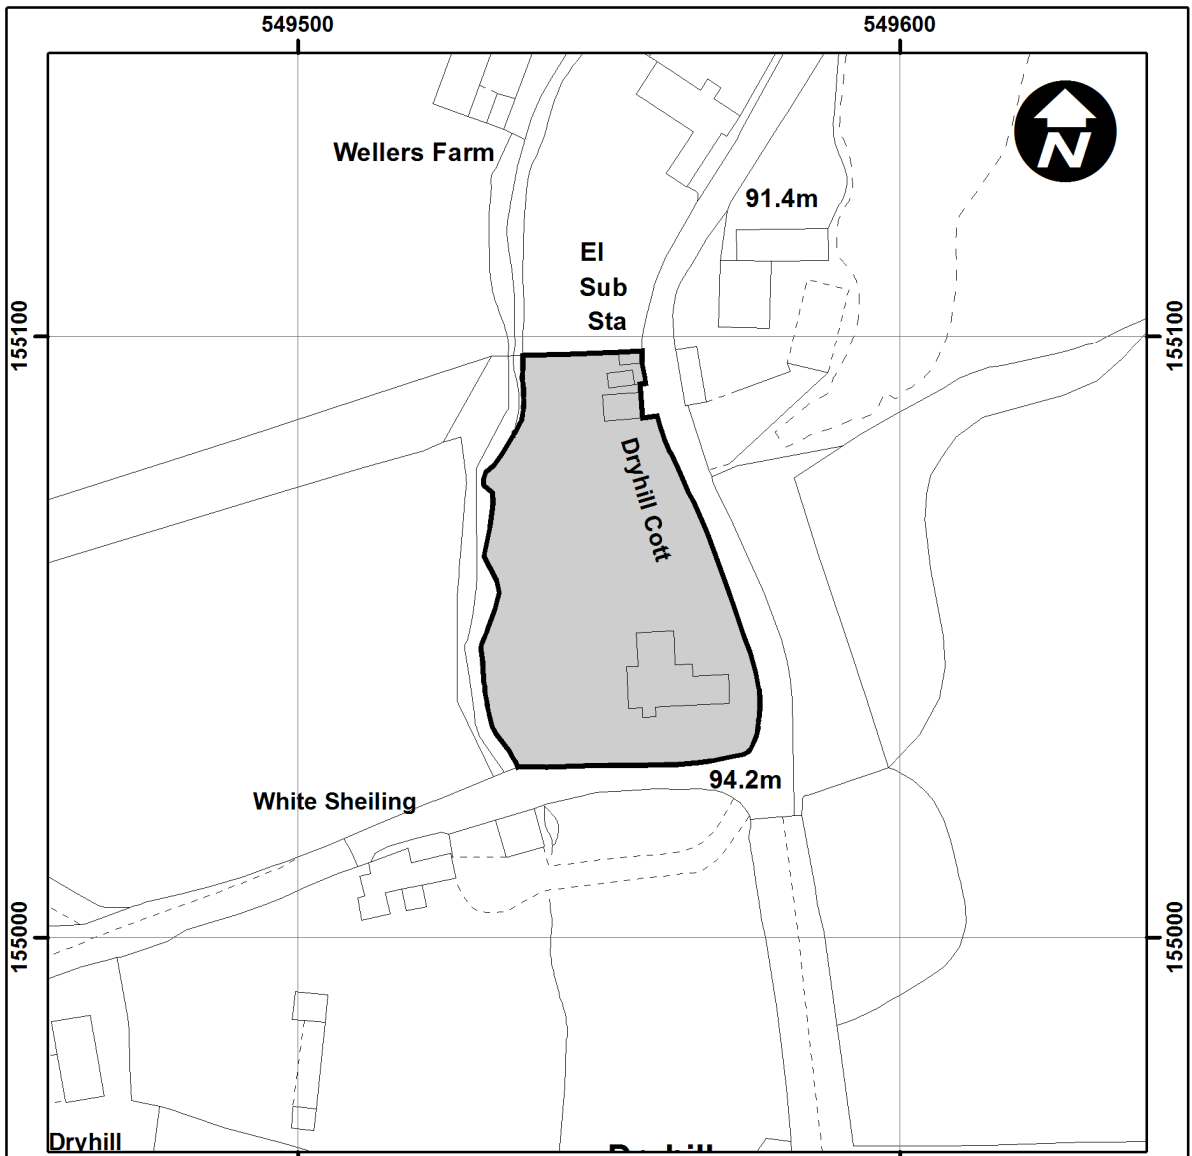 549500
549600
N
Wellers Farm
91.4m
El
Sub
Sta
155100
155100
Dryhill Cott
94.2m
White Sheiling
155000
155000
Dryhill